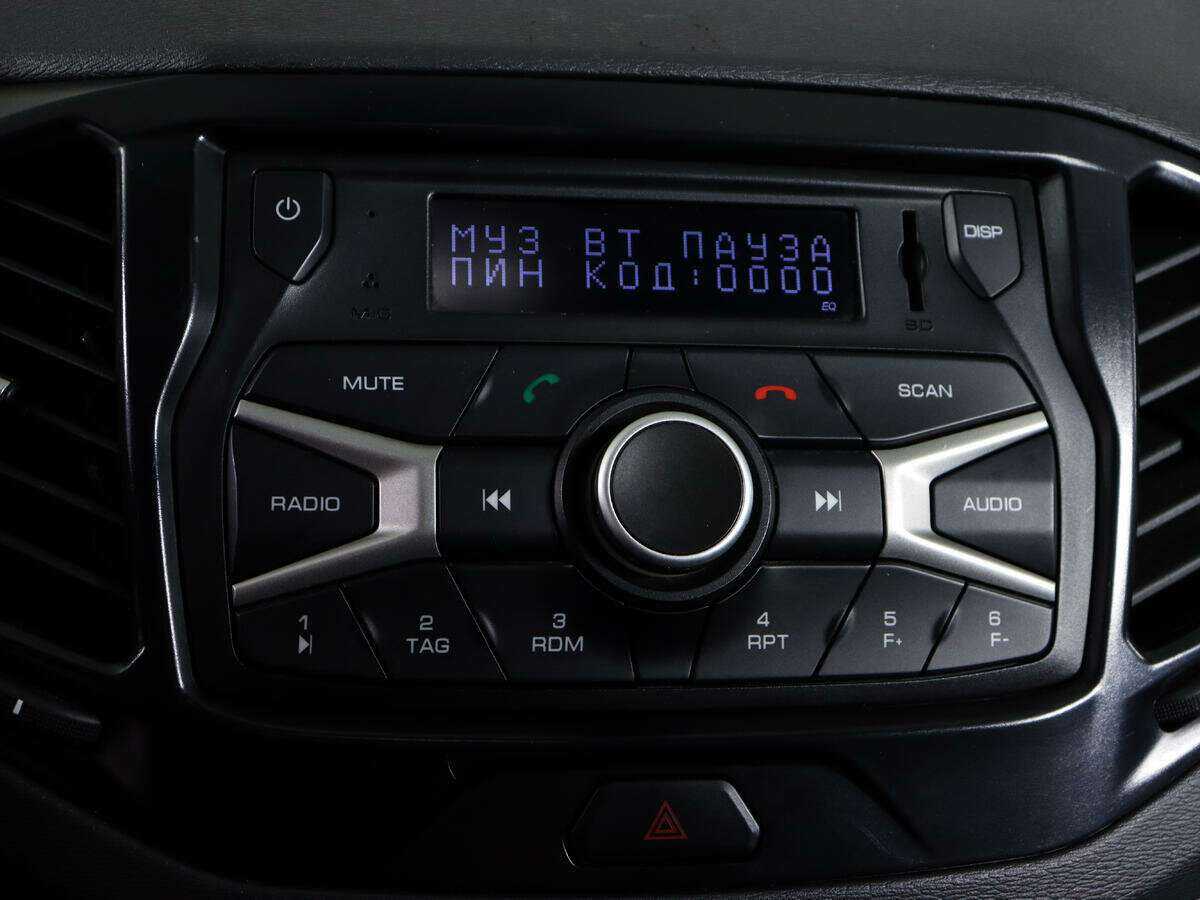 DISP
МУЗ ВТ ПАУЗА
ПИН КОД:0000
EQ
MIC
SD
MUTE
SCAN
RADIO
AUDIO
1
2
TAG
3
RDM
4
RPT
5
F+
6
F-